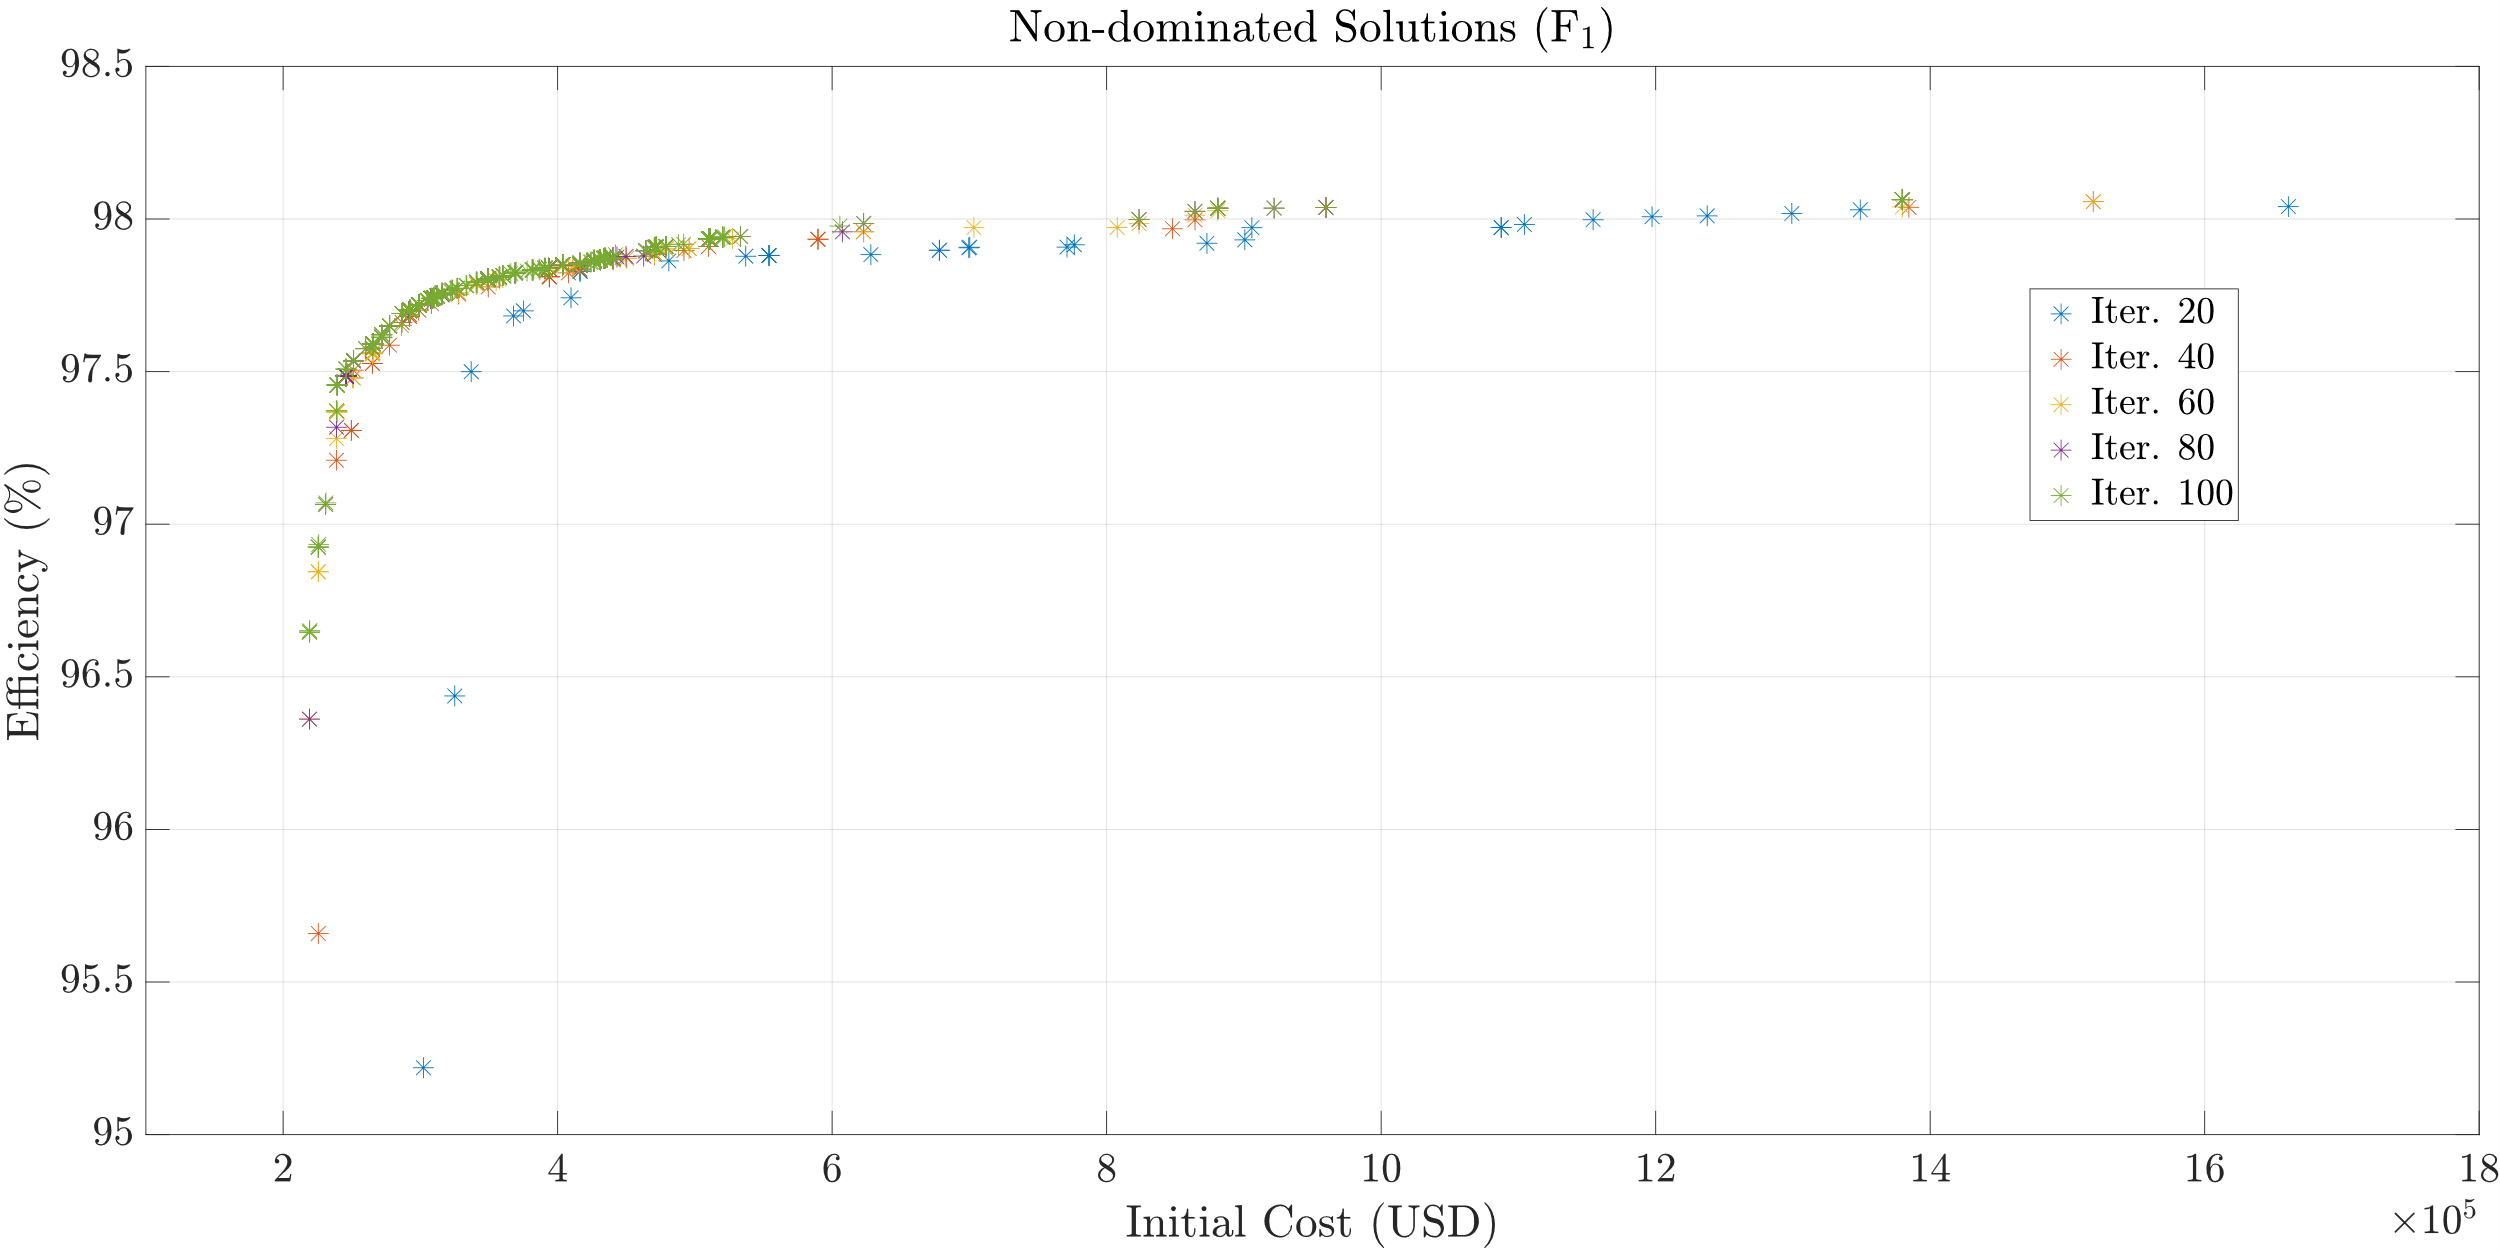 Non-dominated Solutions (F₁)
98.5
98
97.5
97
96.5
96
95.5
95
Efficiency (%)
Iter. 20
Iter. 40
Iter. 60
Iter. 80
Iter. 100
2 4 6 8 10 12 14 16 18
×10⁵
Initial Cost (USD)